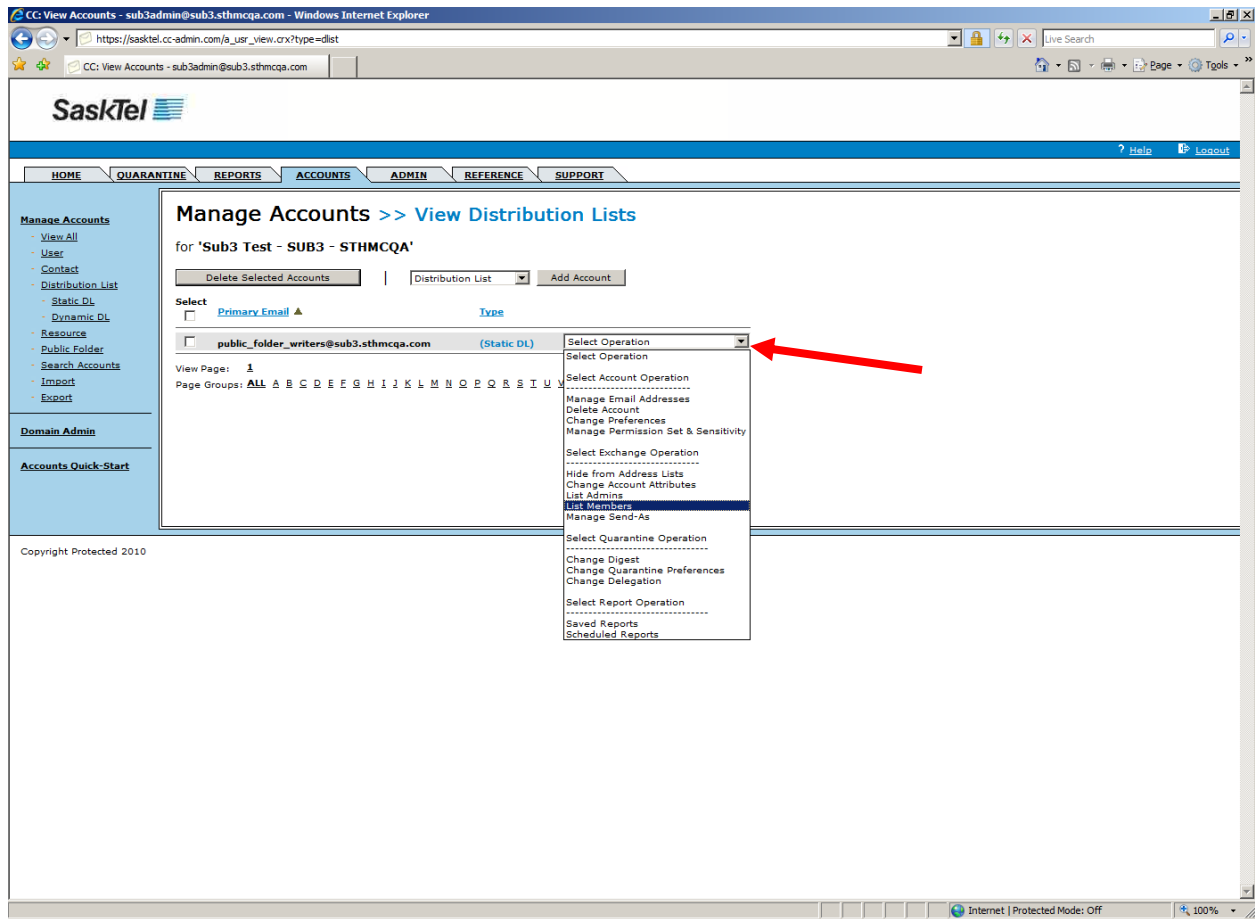 CC: View Accounts - sub3admin@sub3.sthmcqa.com - Windows Internet Explorer
https://sasktel.cc-admin.com/a_usr_view.crx?type=dlist
Live Search
CC: View Accounts - sub3admin@sub3.sthmcqa.com
Page
Tools
»
SaskTel
? Help
Logout
HOME
QUARANTINE
REPORTS
ACCOUNTS
ADMIN
REFERENCE
SUPPORT
Manage Accounts
- View All
- User
- Contact
- Distribution List
- Static DL
- Dynamic DL
- Resource
- Public Folder
- Search Accounts
- Import
- Export
Domain Admin
Accounts Quick-Start
Manage Accounts >> View Distribution Lists
for 'Sub3 Test - SUB3 - STHMCQA'
Delete Selected Accounts | Distribution List Add Account
Select
Primary Email Type
public_folder_writers@sub3.sthmcqa.com (Static DL) Select Operation
View Page: 1
Page Groups: ALL A B C D E F G H I J K L M N O P Q R S T U V
Select Operation
Select Account Operation
--------------------------
Manage Email Addresses
Delete Account
Change Preferences
Manage Permission Set & Sensitivity
Select Exchange Operation
----------------------------
Hide from Address Lists
Change Account Attributes
List Admins
List Members
Manage Send-As
Select Quarantine Operation
------------------------------
Change Digest
Change Quarantine Preferences
Change Delegation
Select Report Operation
------------------------------
Saved Reports
Scheduled Reports
Copyright Protected 2010
Internet | Protected Mode: Off
100%